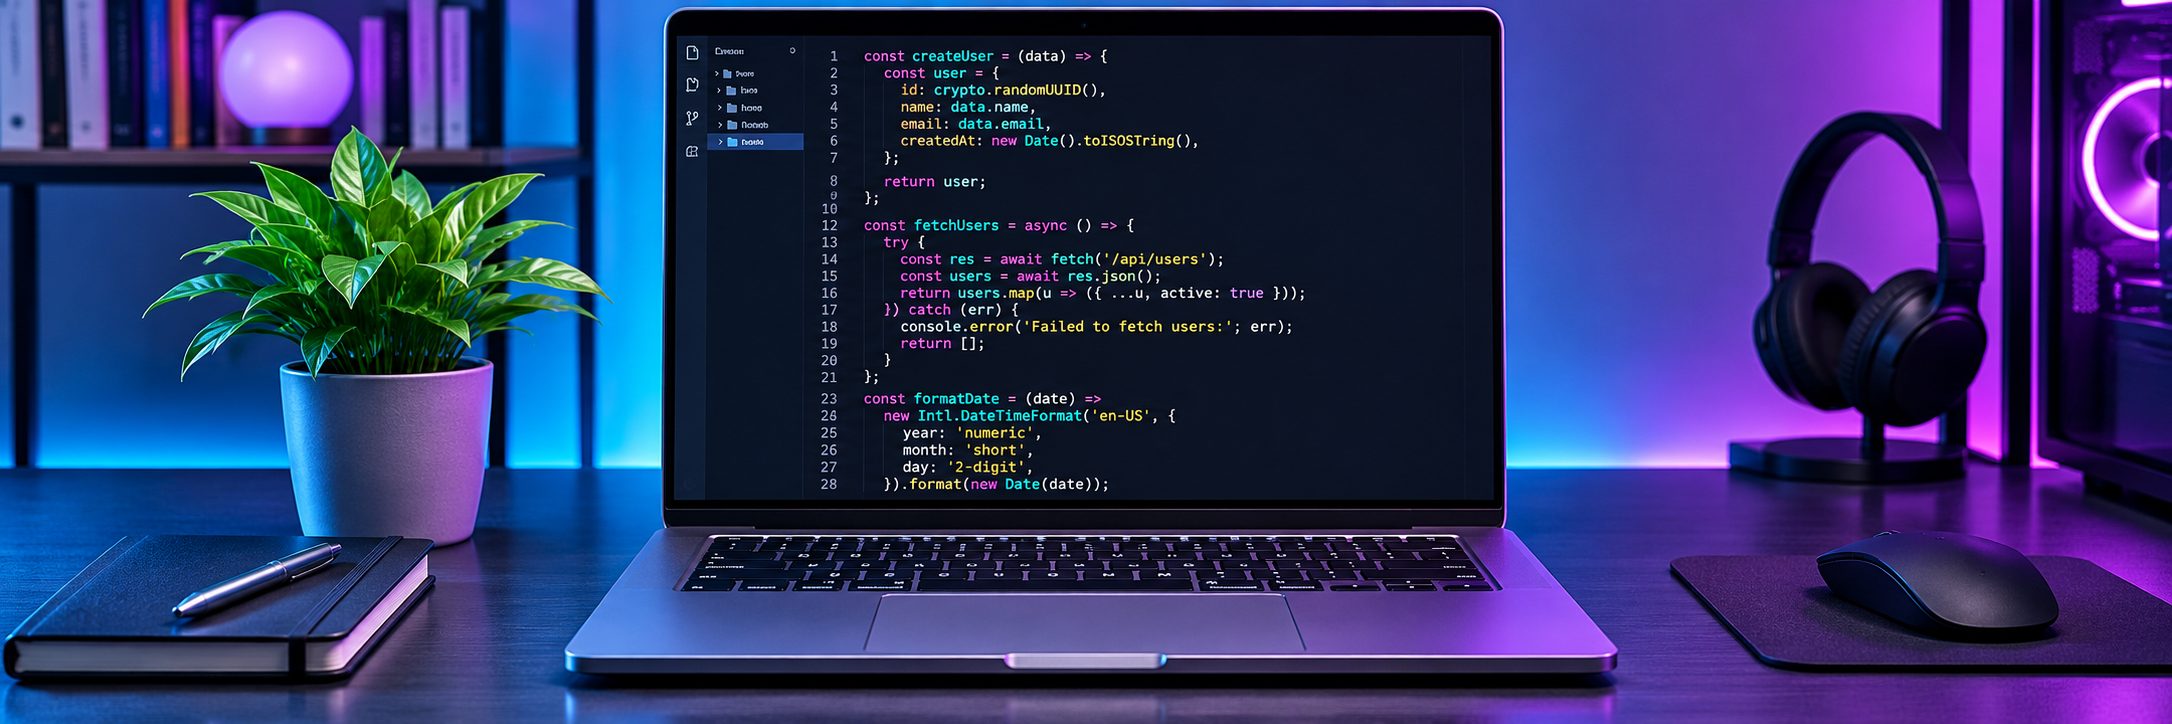 1 const createUser = (data) => {
2 const user = {
3 id: crypto.randomUUID(),
4 name: data.name,
5 email: data.email,
6 createdAt: new Date().toISOSTring(),
7 };
8 return user;
9 };
10
12 const fetchUsers = async () => {
13 try {
14 const res = await fetch('/api/users');
15 const users = await res.json();
16 return users.map(u => ({ ...u, active: true }));
17 }) catch (err) {
18 console.error('Failed to fetch users:'; err);
19 return [];
20 }
21 };
23 const formatDate = (date) =>
26 new Intl.DateTimeFormat('en-US', {
25 year: 'numeric',
26 month: 'short',
27 day: '2-digit',
28 }).format(new Date(date));